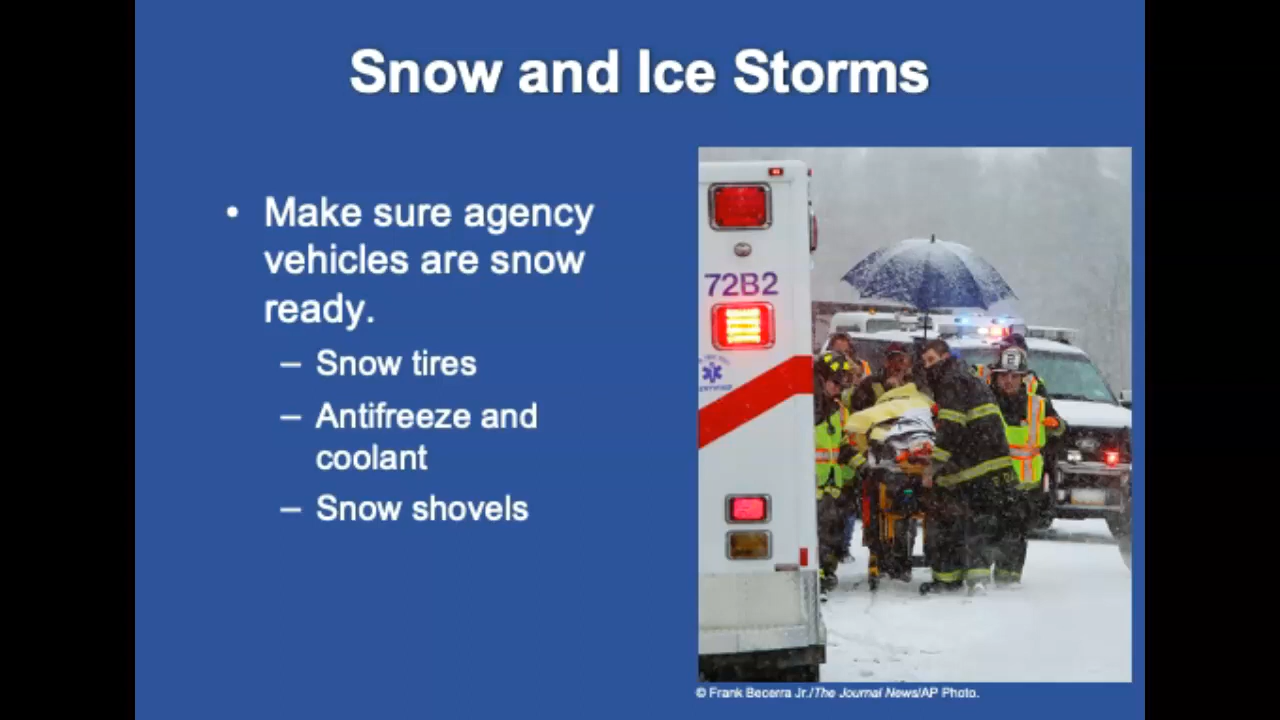 Snow and Ice Storms
• Make sure agency
vehicles are snow
ready.
– Snow tires
– Antifreeze and
coolant
– Snow shovels
72B2
2
© Frank Becerra Jr./The Journal News/AP Photo.